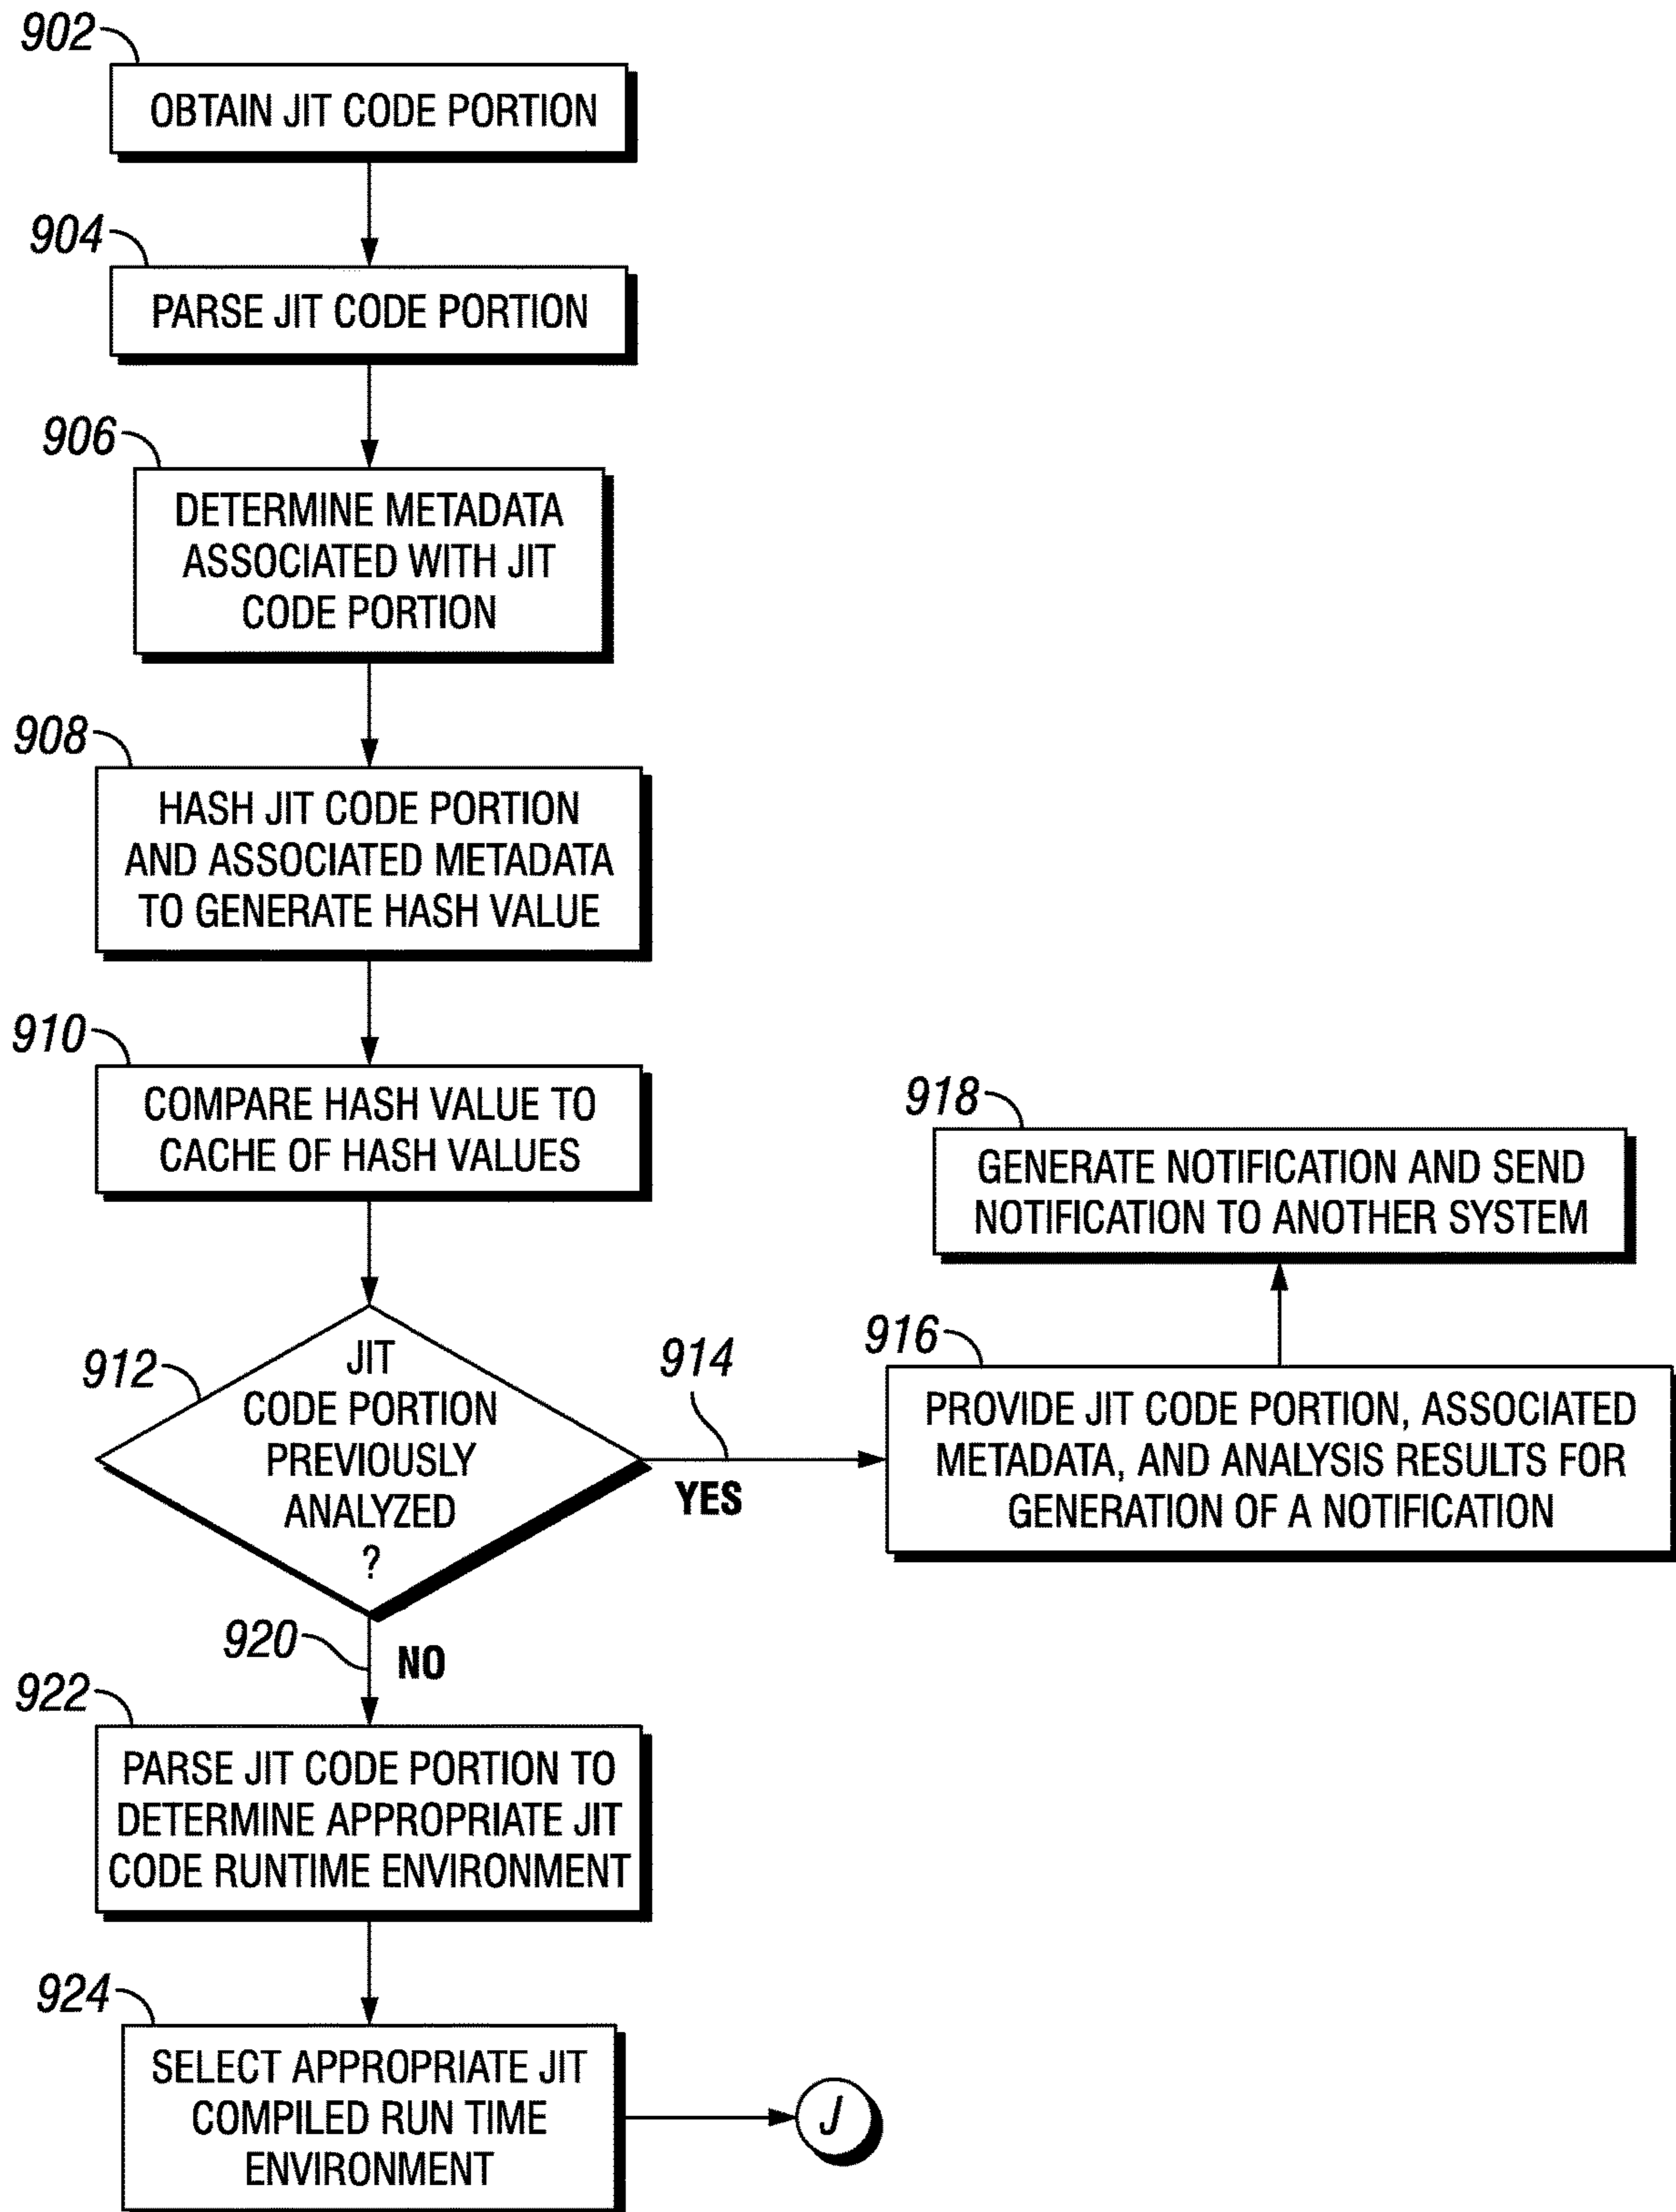 902
OBTAIN JIT CODE PORTION
904
PARSE JIT CODE PORTION
906
DETERMINE METADATA
ASSOCIATED WITH JIT
CODE PORTION
908
HASH JIT CODE PORTION
AND ASSOCIATED METADATA
TO GENERATE HASH VALUE
910
COMPARE HASH VALUE TO
CACHE OF HASH VALUES
912
JIT
CODE PORTION
PREVIOUSLY
ANALYZED
?
914
YES
916
PROVIDE JIT CODE PORTION, ASSOCIATED
METADATA, AND ANALYSIS RESULTS FOR
GENERATION OF A NOTIFICATION
918
GENERATE NOTIFICATION AND SEND
NOTIFICATION TO ANOTHER SYSTEM
920
NO
922
PARSE JIT CODE PORTION TO
DETERMINE APPROPRIATE JIT
CODE RUNTIME ENVIRONMENT
924
SELECT APPROPRIATE JIT
COMPILED RUN TIME
ENVIRONMENT
J